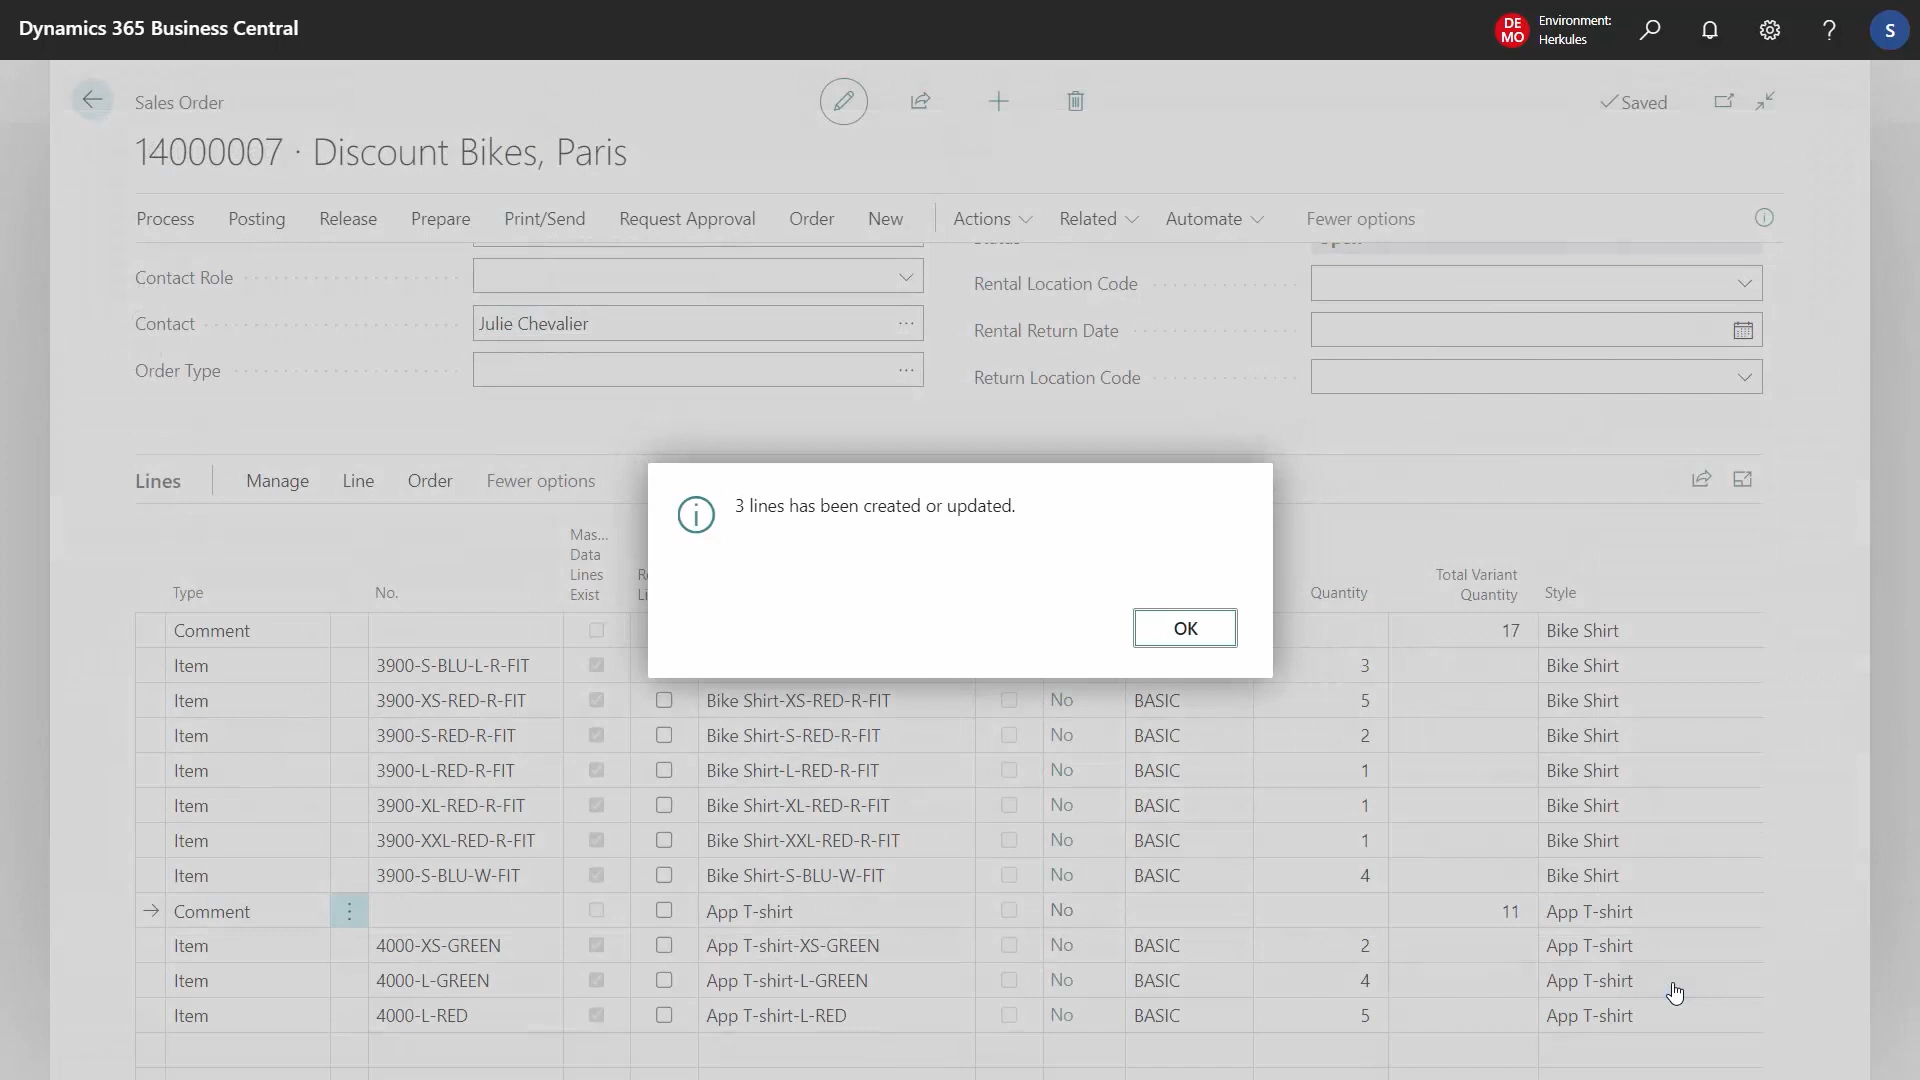 Dynamics 365 Business Central
DE
MO
Environment:
Herkules
?
S
Sales Order
Saved
14000007 · Discount Bikes, Paris
Process Posting Release Prepare Print/Send Request Approval Order New Actions Related Automate Fewer options
Contact Role
Contact Julie Chevalier ...
Order Type ...
Rental Location Code
Rental Return Date
Return Location Code
Lines Manage Line Order Fewer options
3 lines has been created or updated.
OK
Type No. Mas... Data Lines Exist Quantity Total Variant Quantity Style
Comment 17 Bike Shirt
Item 3900-S-BLU-L-R-FIT 3 Bike Shirt
Item 3900-XS-RED-R-FIT Bike Shirt-XS-RED-R-FIT No BASIC 5 Bike Shirt
Item 3900-S-RED-R-FIT Bike Shirt-S-RED-R-FIT No BASIC 2 Bike Shirt
Item 3900-L-RED-R-FIT Bike Shirt-L-RED-R-FIT No BASIC 1 Bike Shirt
Item 3900-XL-RED-R-FIT Bike Shirt-XL-RED-R-FIT No BASIC 1 Bike Shirt
Item 3900-XXL-RED-R-FIT Bike Shirt-XXL-RED-R-FIT No BASIC 1 Bike Shirt
Item 3900-S-BLU-W-FIT Bike Shirt-S-BLU-W-FIT No BASIC 4 Bike Shirt
Comment App T-shirt No 11 App T-shirt
Item 4000-XS-GREEN App T-shirt-XS-GREEN No BASIC 2 App T-shirt
Item 4000-L-GREEN App T-shirt-L-GREEN No BASIC 4 App T-shirt
Item 4000-L-RED App T-shirt-L-RED No BASIC 5 App T-shirt